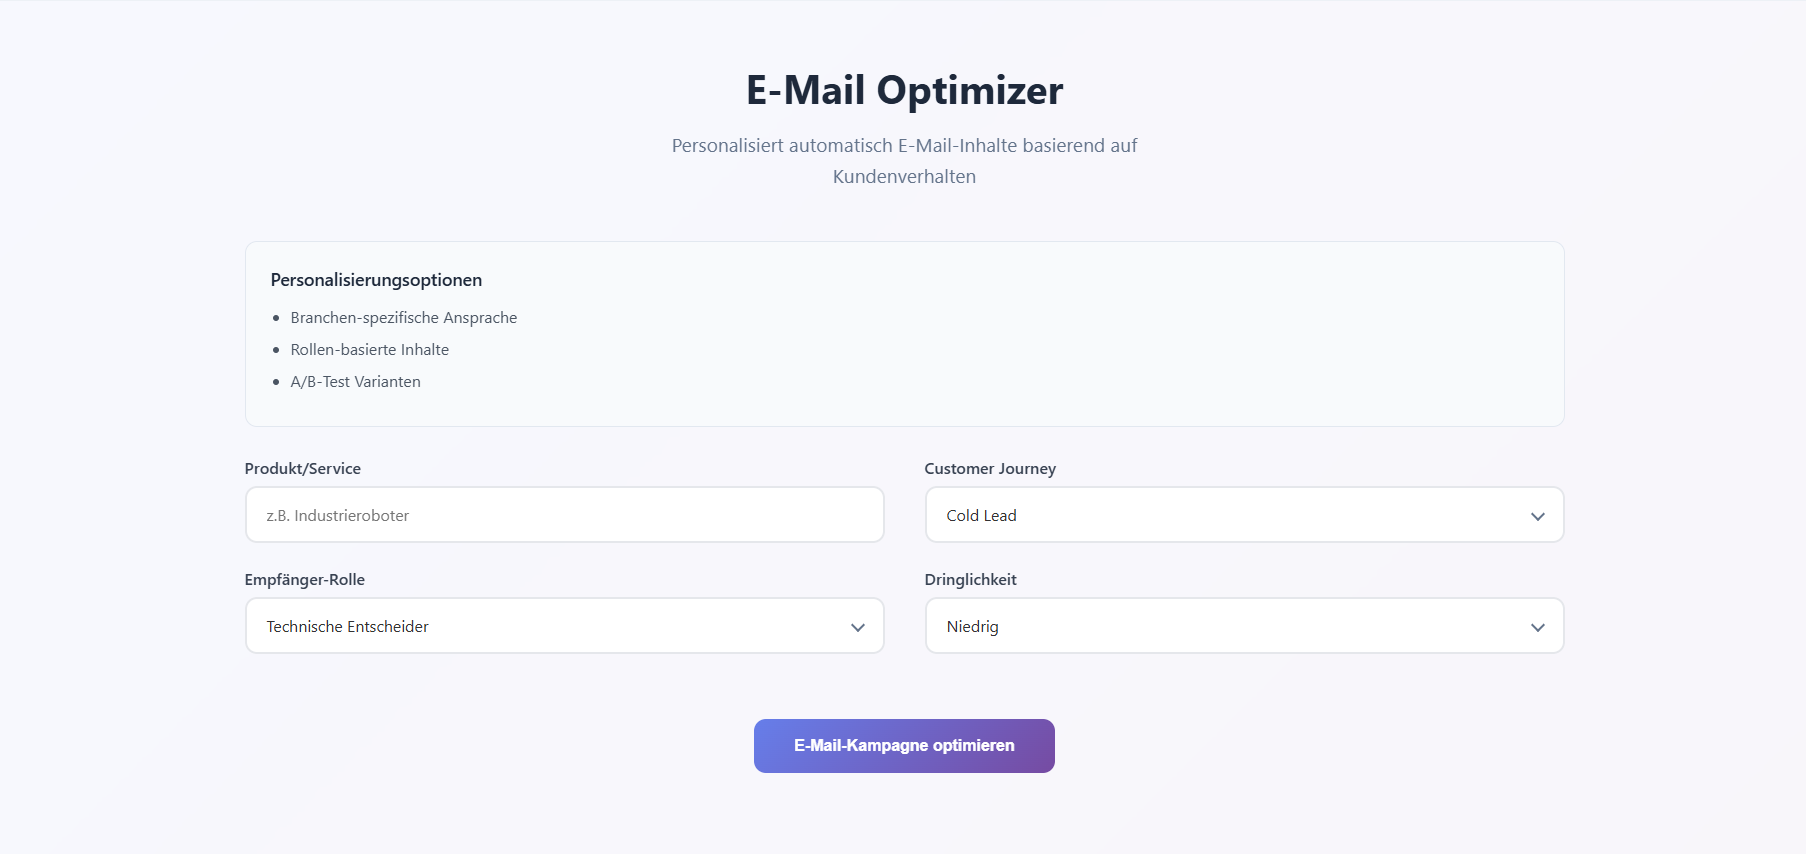 E-Mail Optimizer
Personalisiert automatisch E-Mail-Inhalte basierend auf
Kundenverhalten
Personalisierungsoptionen
Branchen-spezifische Ansprache
Rollen-basierte Inhalte
A/B-Test Varianten
Produkt/Service
z.B. Industrieroboter
Customer Journey
Cold Lead
Empfänger-Rolle
Technische Entscheider
Dringlichkeit
Niedrig
E-Mail-Kampagne optimieren